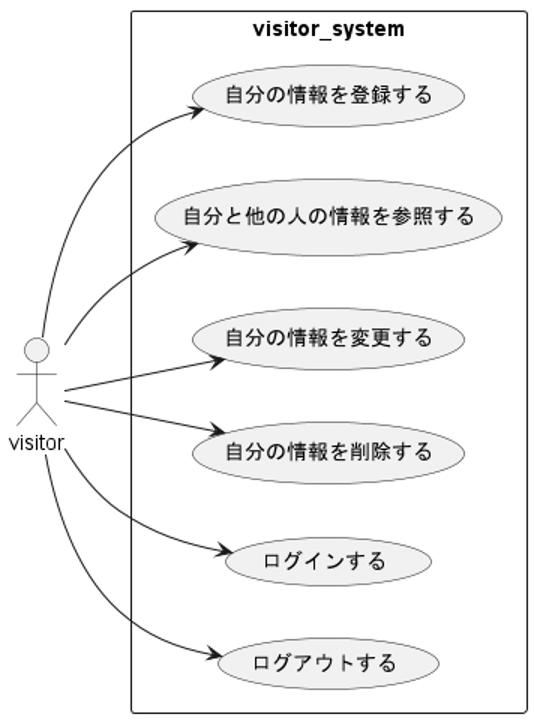 visitor_system
自分の情報を登録する
自分と他の人の情報を参照する
自分の情報を変更する
自分の情報を削除する
visitor
ログインする
ログアウトする